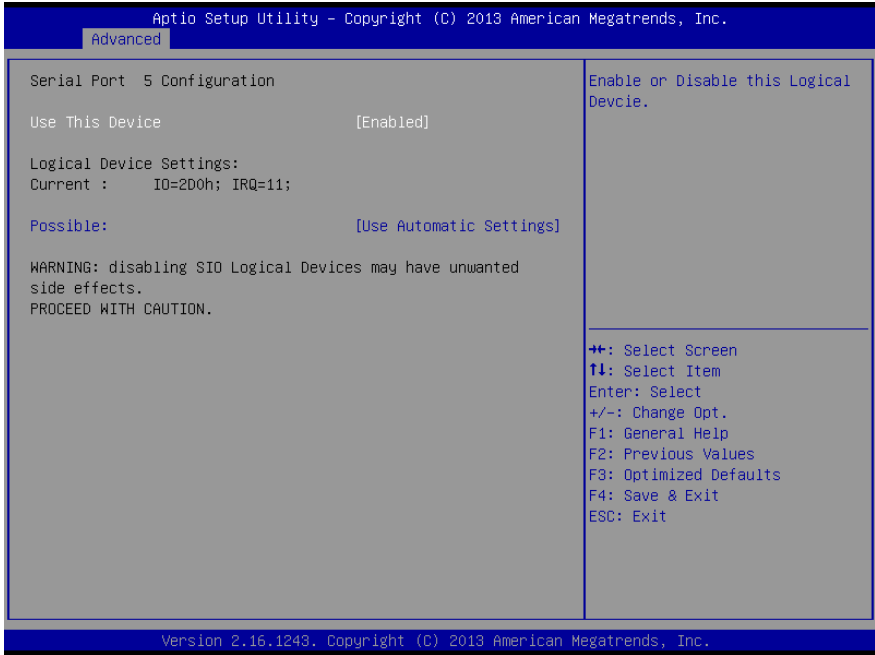 Aptio Setup Utility – Copyright (C) 2013 American Megatrends, Inc.
Advanced
Serial Port  5 Configuration
Use This Device [Enabled]
Logical Device Settings:
Current : IO=2D0h; IRQ=11;
Possible: [Use Automatic Settings]
WARNING: disabling SIO Logical Devices may have unwanted
side effects.
PROCEED WITH CAUTION.
Enable or Disable this Logical
Devcie.
→←: Select Screen
↑↓: Select Item
Enter: Select
+/-: Change Opt.
F1: General Help
F2: Previous Values
F3: Optimized Defaults
F4: Save & Exit
ESC: Exit
Version 2.16.1243. Copyright (C) 2013 American Megatrends, Inc.